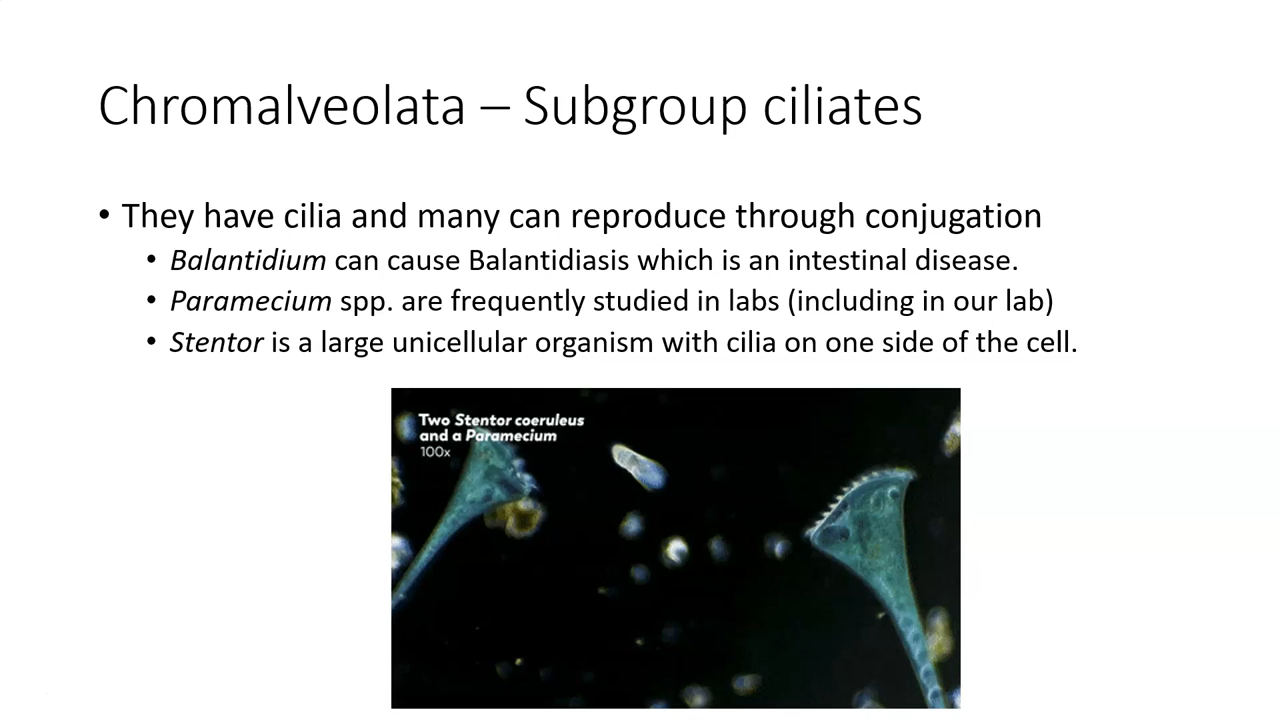 Chromalveolata – Subgroup ciliates
• They have cilia and many can reproduce through conjugation
• Balantidium can cause Balantidiasis which is an intestinal disease.
• Paramecium spp. are frequently studied in labs (including in our lab)
• Stentor is a large unicellular organism with cilia on one side of the cell.
Two Stentor coeruleus
and a Paramecium
100x